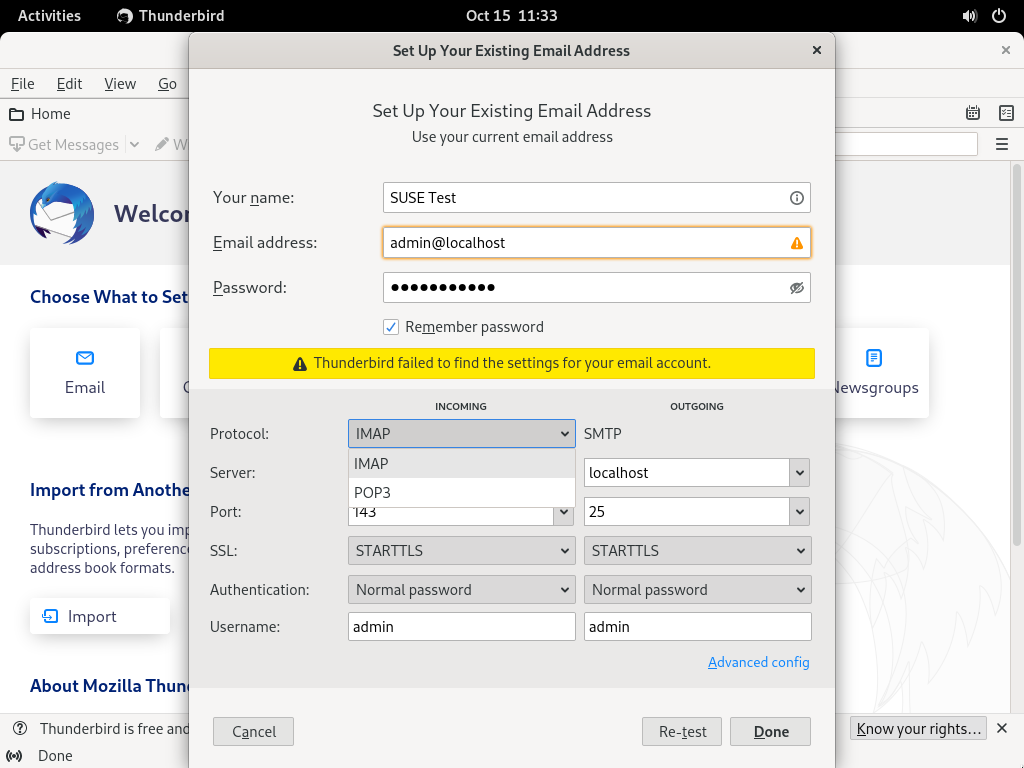 Activities
Thunderbird
Oct 15 11:33
Set Up Your Existing Email Address
File Edit View Go
Home
Get Messages
Set Up Your Existing Email Address
Use your current email address
Your name:
SUSE Test
Email address:
admin@localhost
Password:
●●●●●●●●●●●
Remember password
Thunderbird failed to find the settings for your email account.
Choose What to Set
Email
Newsgroups
INCOMING
OUTGOING
Protocol:
IMAP
SMTP
IMAP
POP3
Server:
localhost
Port:
143
25
SSL:
STARTTLS
STARTTLS
Authentication:
Normal password
Normal password
Username:
admin
admin
Advanced config
Import from Anothe
Thunderbird lets you imp
subscriptions, preference
address book formats.
Import
About Mozilla Thun
Cancel
Re-test
Done
Thunderbird is free and
Know your rights...
Done